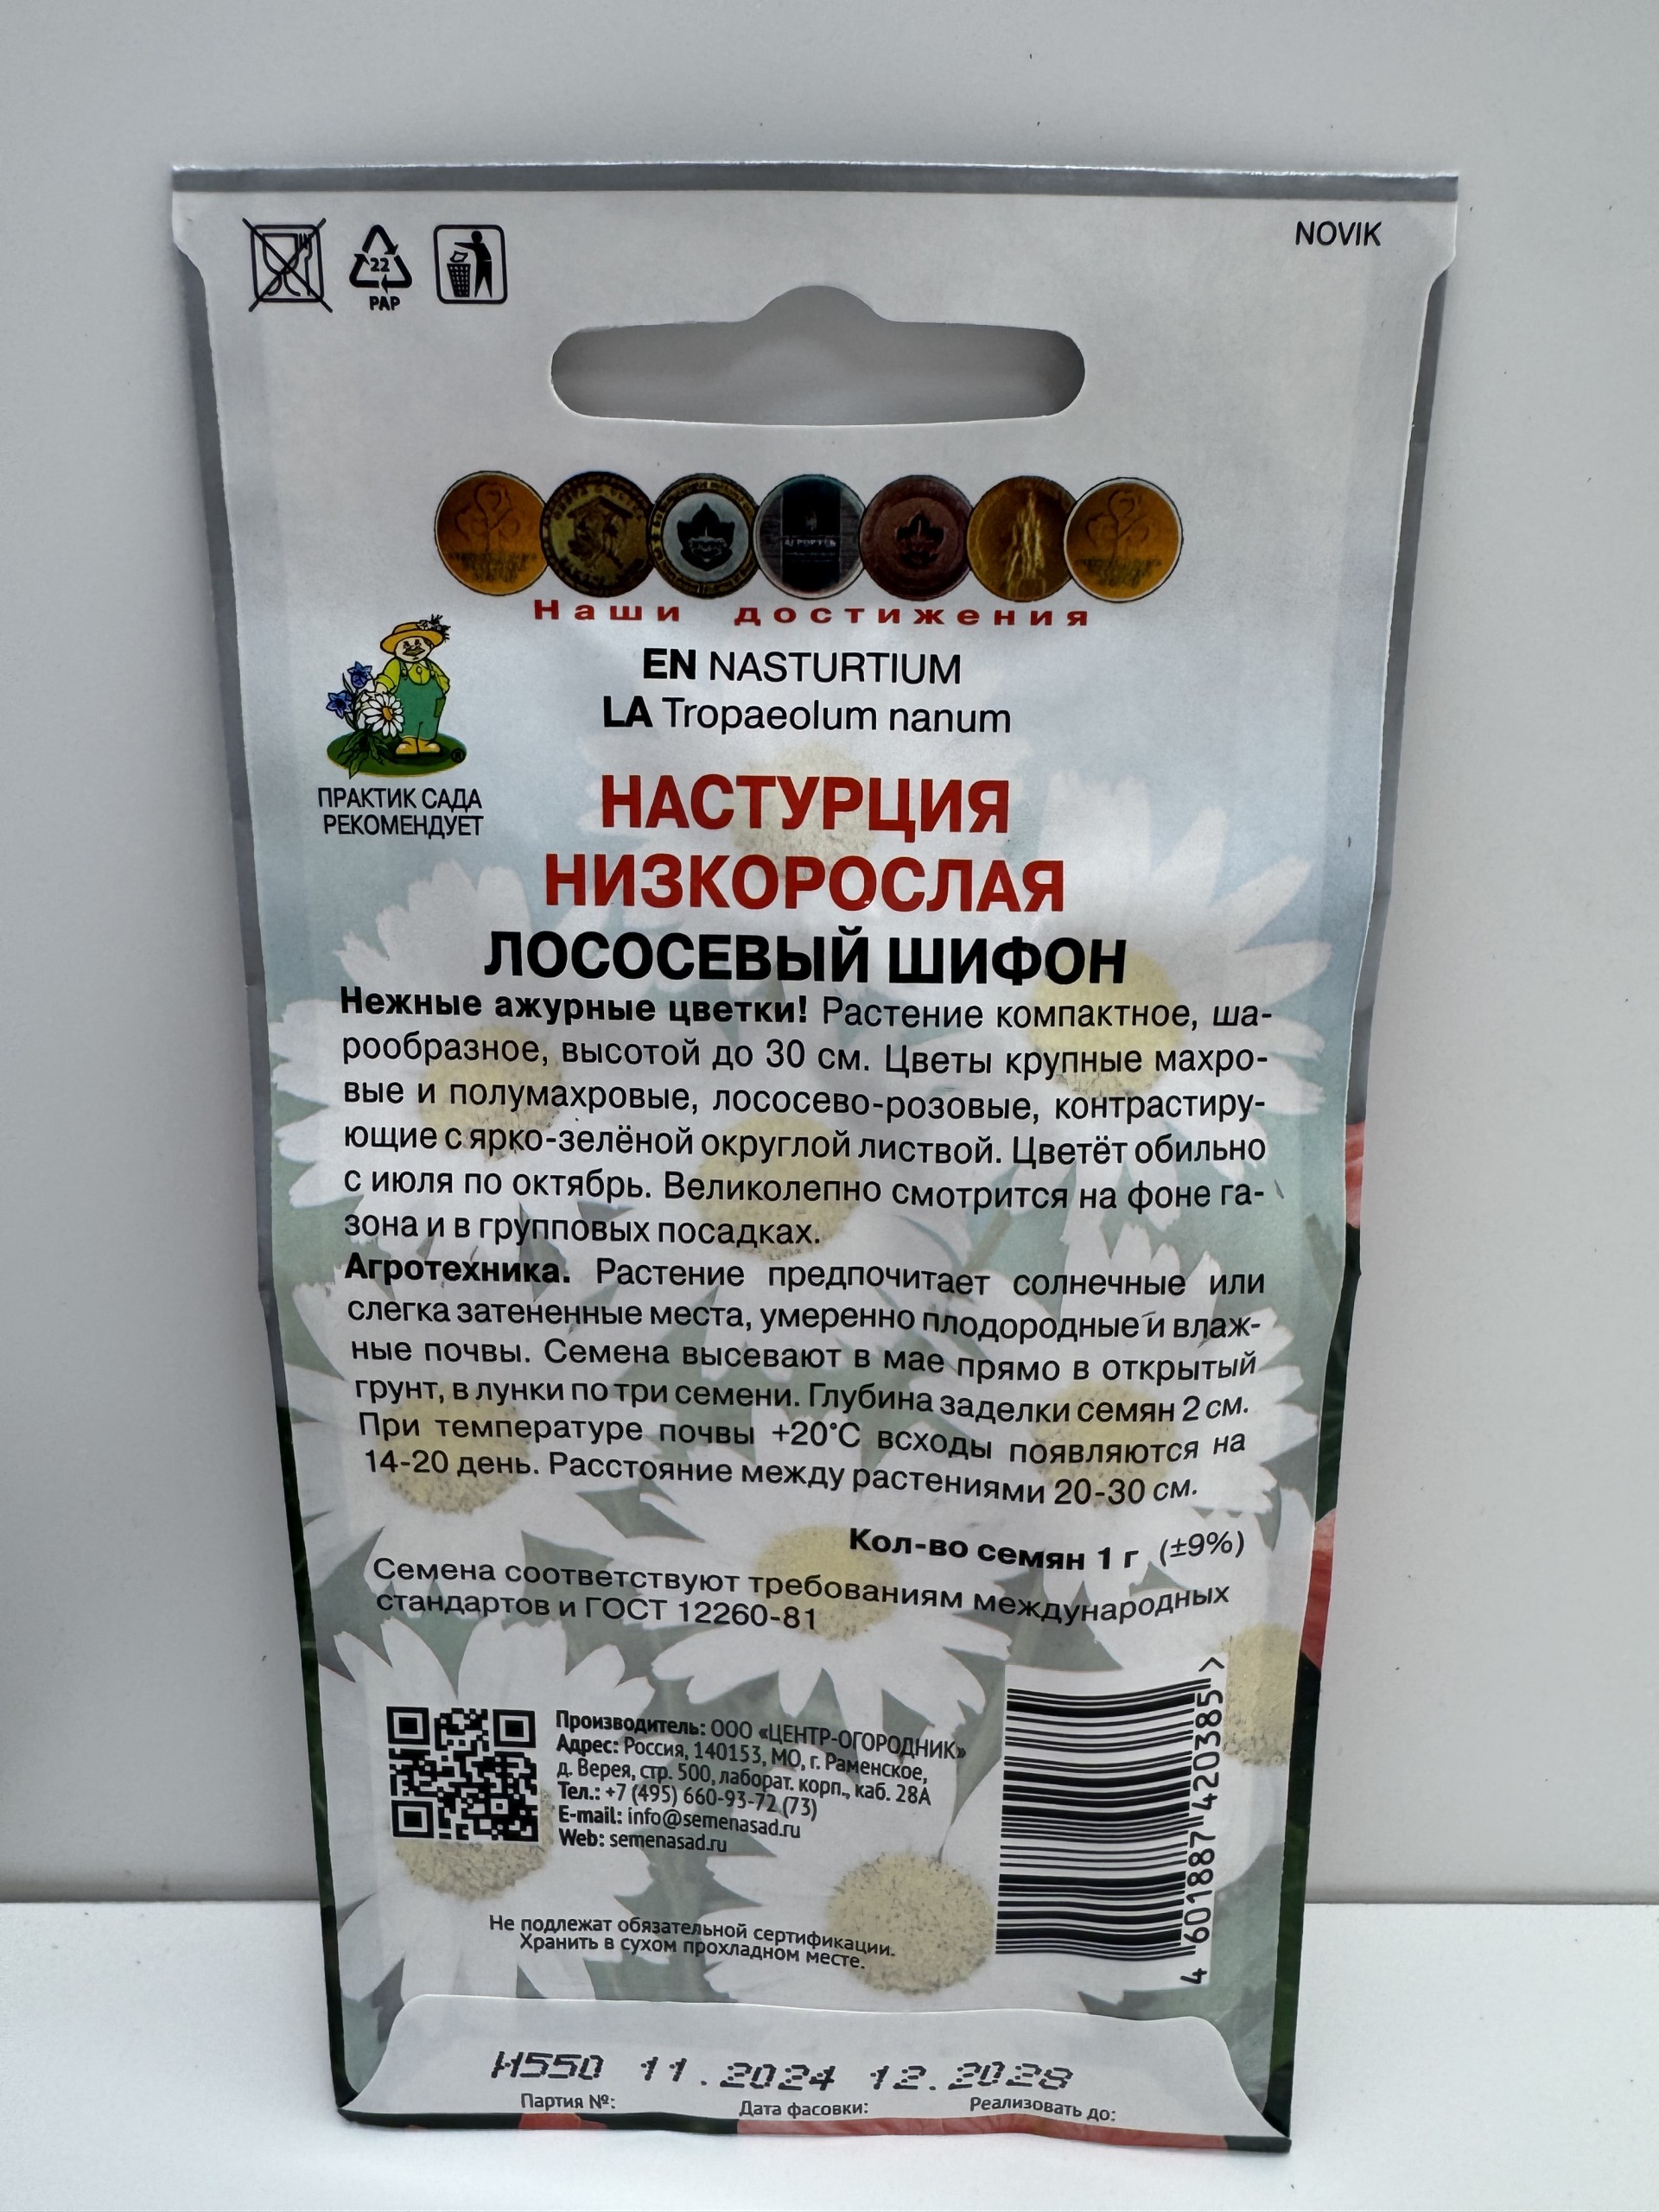 NOVIK
22
PAP
Наши достижения
EN NASTURTIUM
LA Tropaeolum nanum
ПРАКТИК САДА
РЕКОМЕНДУЕТ
НАСТУРЦИЯ
НИЗКОРОСЛАЯ
ЛОСОСЕВЫЙ ШИФОН
Нежные ажурные цветки! Растение компактное, ша-
рообразное, высотой до 30 см. Цветы крупные махро-
вые и полумахровые, лососево-розовые, контрастиру-
ющие с ярко-зелёной округлой листвой. Цветёт обильно
с июля по октябрь. Великолепно смотрится на фоне га-
зона и в групповых посадках.
Агротехника. Растение предпочитает солнечные или
слегка затененные места, умеренно плодородные и влаж-
ные почвы. Семена высевают в мае прямо в открытый
грунт, в лунки по три семени. Глубина заделки семян 2 см.
При температуре почвы +20°С всходы появляются на
14-20 день. Расстояние между растениями 20-30 см.
Кол-во семян 1 г (±9%)
Семена соответствуют требованиям международных
стандартов и ГОСТ 12260-81
Производитель: ООО «ЦЕНТР-ОГОРОДНИК»
Адрес: Россия, 140153, МО, г. Раменское,
д. Верея, стр. 500, лаборат. корп., каб. 28А
Тел.: +7 (495) 660-93-72 (73)
E-mail: info@semenasad.ru
Web: semenasad.ru
4 601887 420385 >
Не подлежат обязательной сертификации.
Хранить в сухом прохладном месте.
И550 11.2024 12.2028
Партия №: Дата фасовки: Реализовать до: